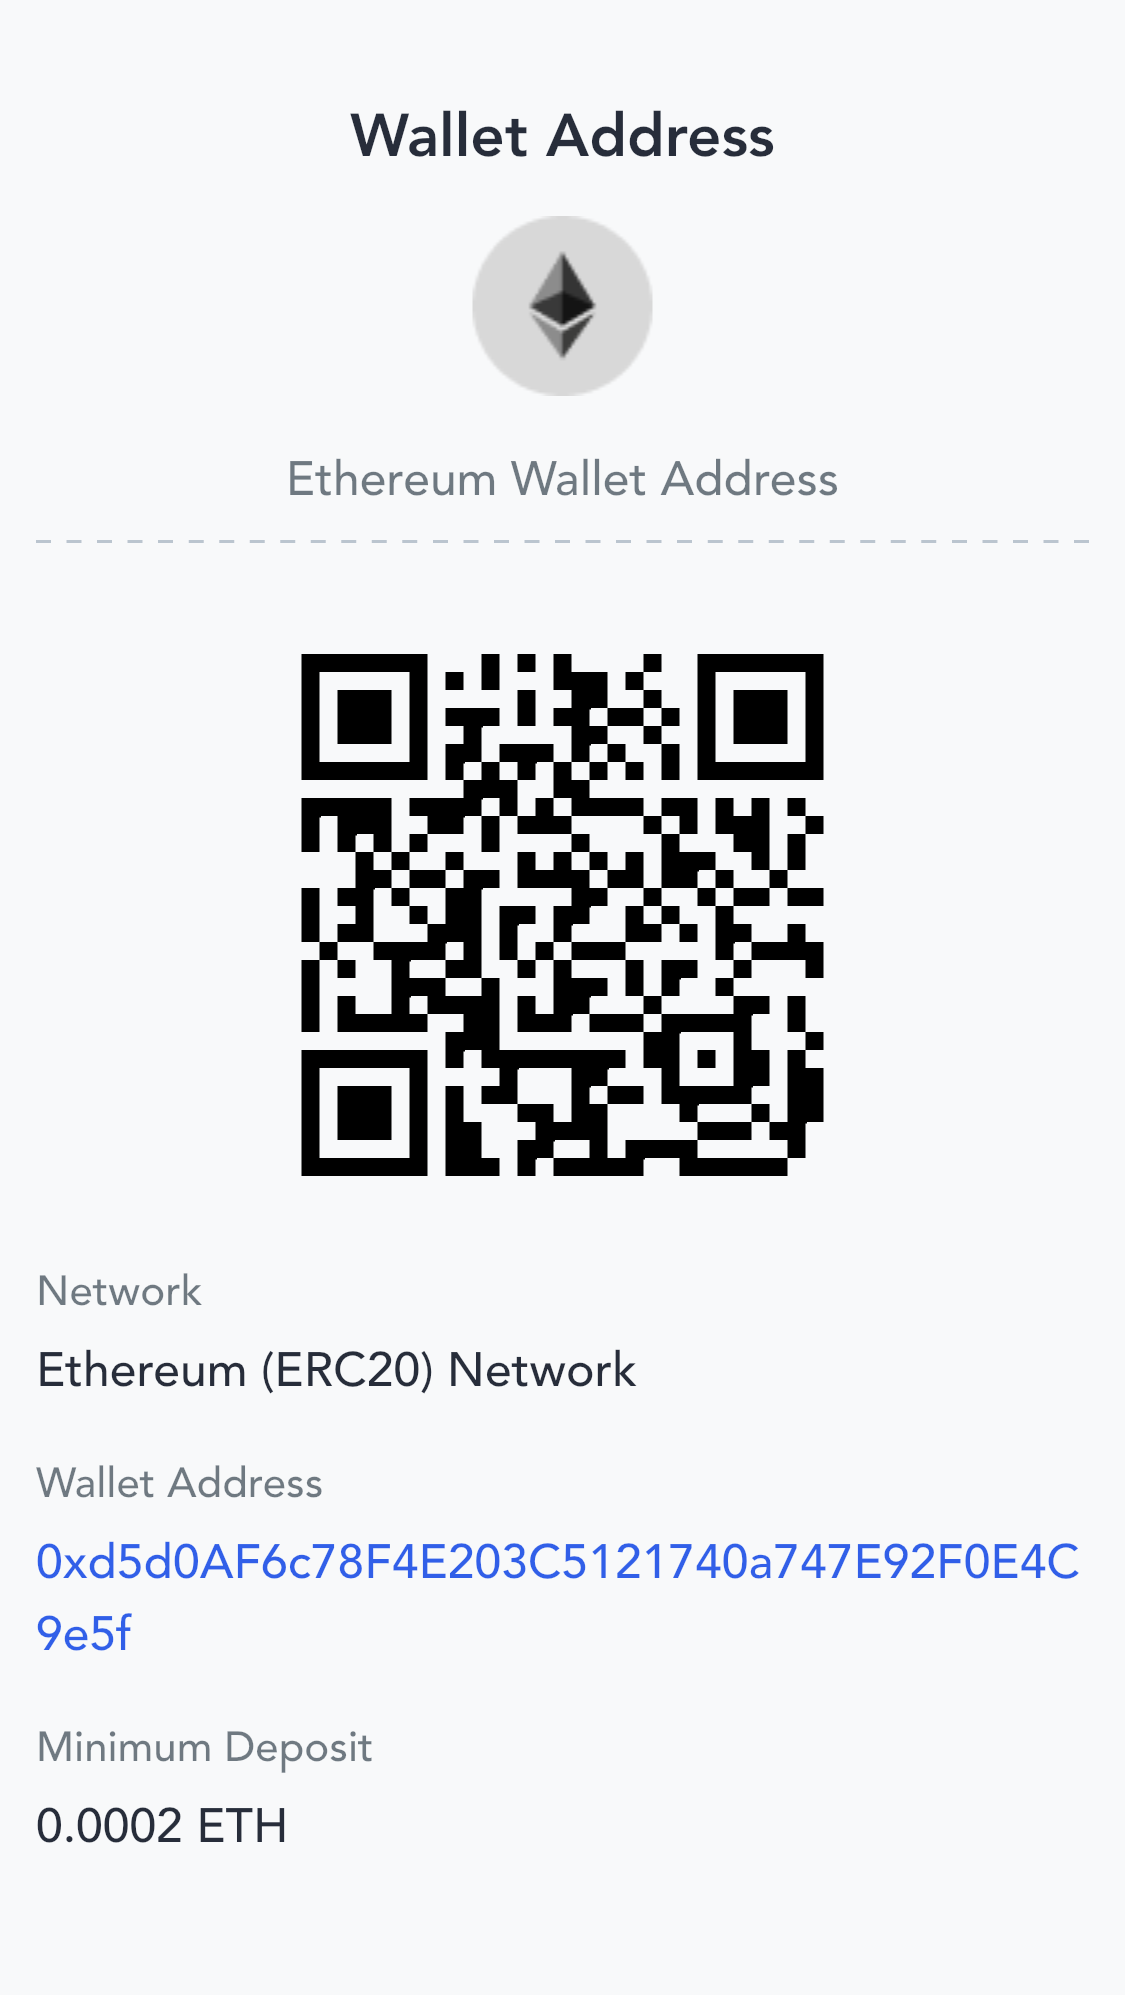 Wallet Address
Ethereum Wallet Address
Network
Ethereum (ERC20) Network
Wallet Address
0xd5d0AF6c78F4E203C5121740a747E92F0E4C
9e5f
Minimum Deposit
0.0002 ETH